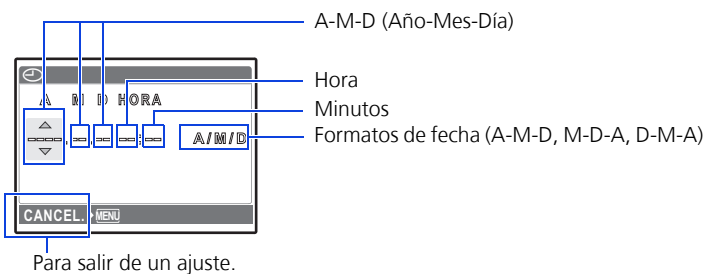 A-M-D (Año-Mes-Día)
A M D HORA
Hora
Minutos
----.--.-- --:-- A/M/D
Formatos de fecha (A-M-D, M-D-A, D-M-A)
CANCEL. MENU
Para salir de un ajuste.